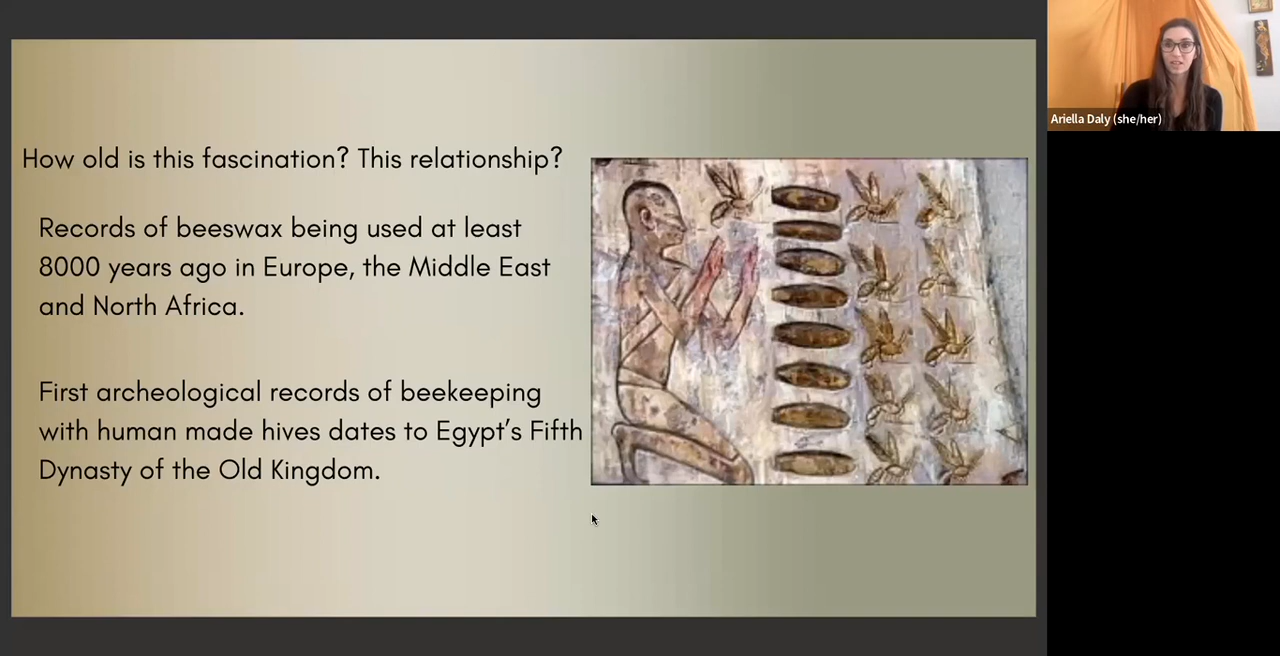 How old is this fascination? This relationship?
Records of beeswax being used at least
8000 years ago in Europe, the Middle East
and North Africa.
First archeological records of beekeeping
with human made hives dates to Egypt's Fifth
Dynasty of the Old Kingdom.
Ariella Daly (she/her)